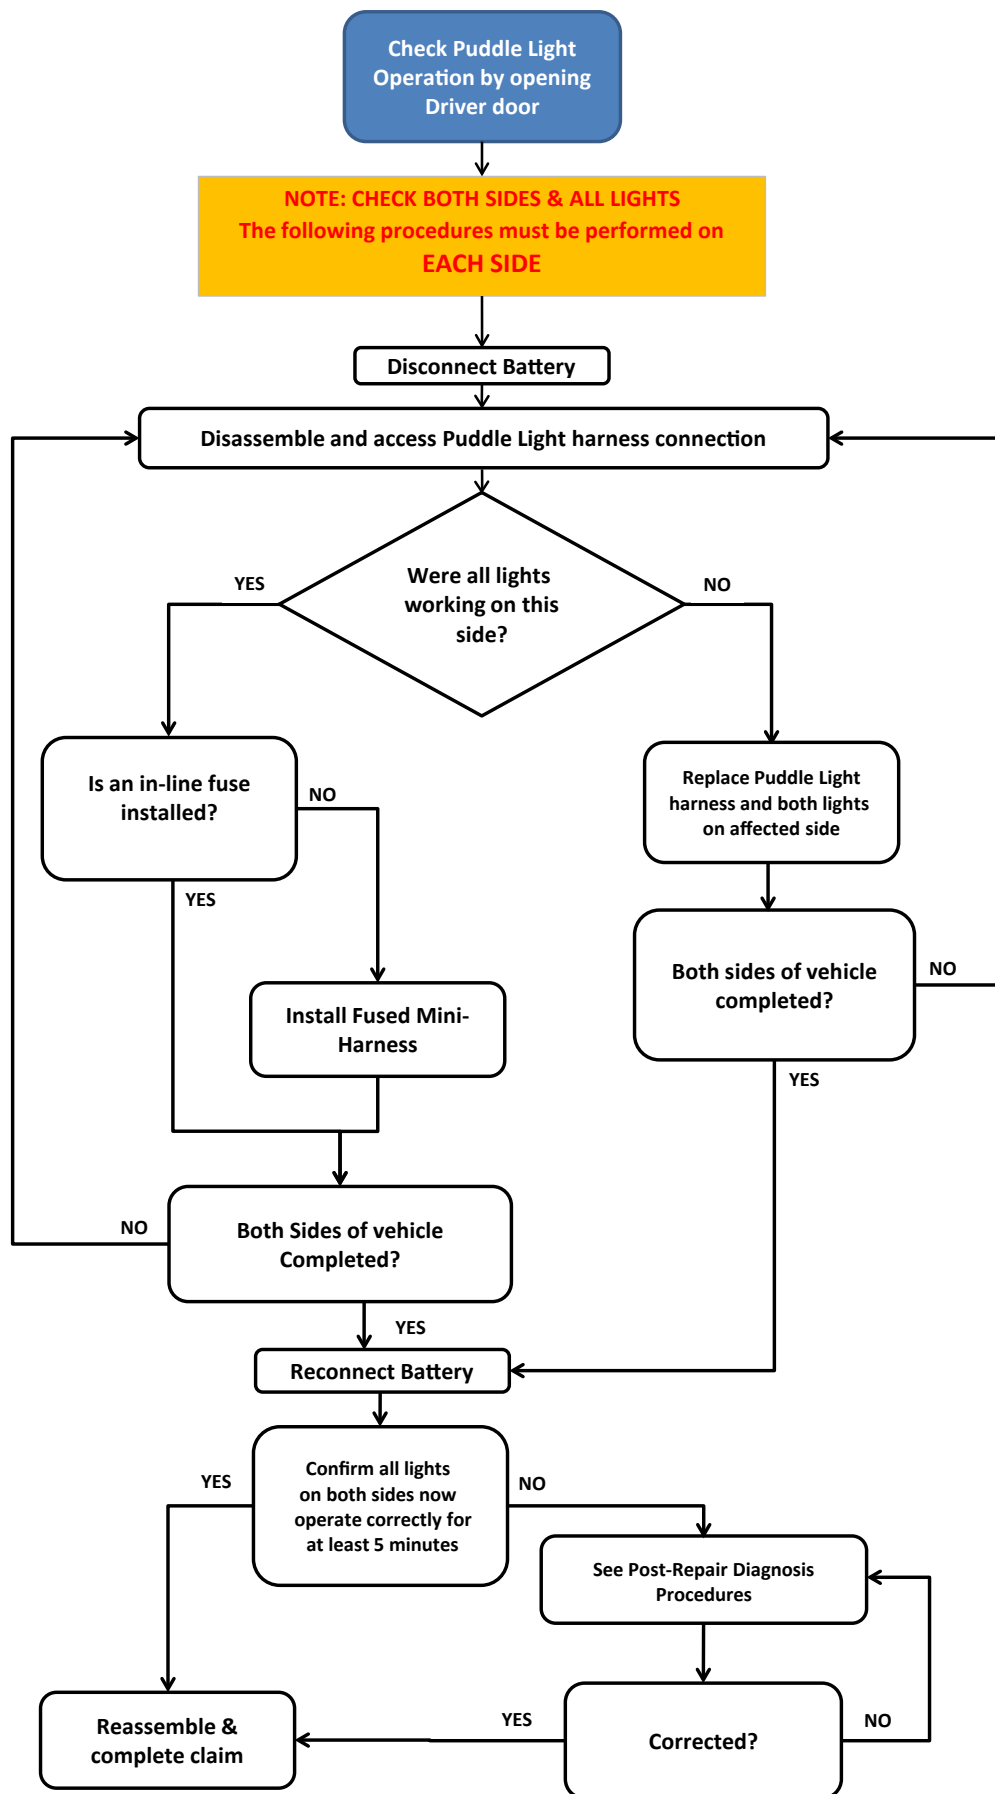 Check Puddle Light
Operation by opening
Driver door
NOTE: CHECK BOTH SIDES & ALL LIGHTS
The following procedures must be performed on
EACH SIDE
Disconnect Battery
Disassemble and access Puddle Light harness connection
Were all lights
working on this
side?
YES
NO
Is an in-line fuse
installed?
NO
YES
Replace Puddle Light
harness and both lights
on affected side
Install Fused Mini-
Harness
Both sides of vehicle
completed?
NO
YES
Both Sides of vehicle
Completed?
NO
YES
Reconnect Battery
Confirm all lights
on both sides now
operate correctly for
at least 5 minutes
YES
NO
See Post-Repair Diagnosis
Procedures
Corrected?
YES
NO
Reassemble &
complete claim